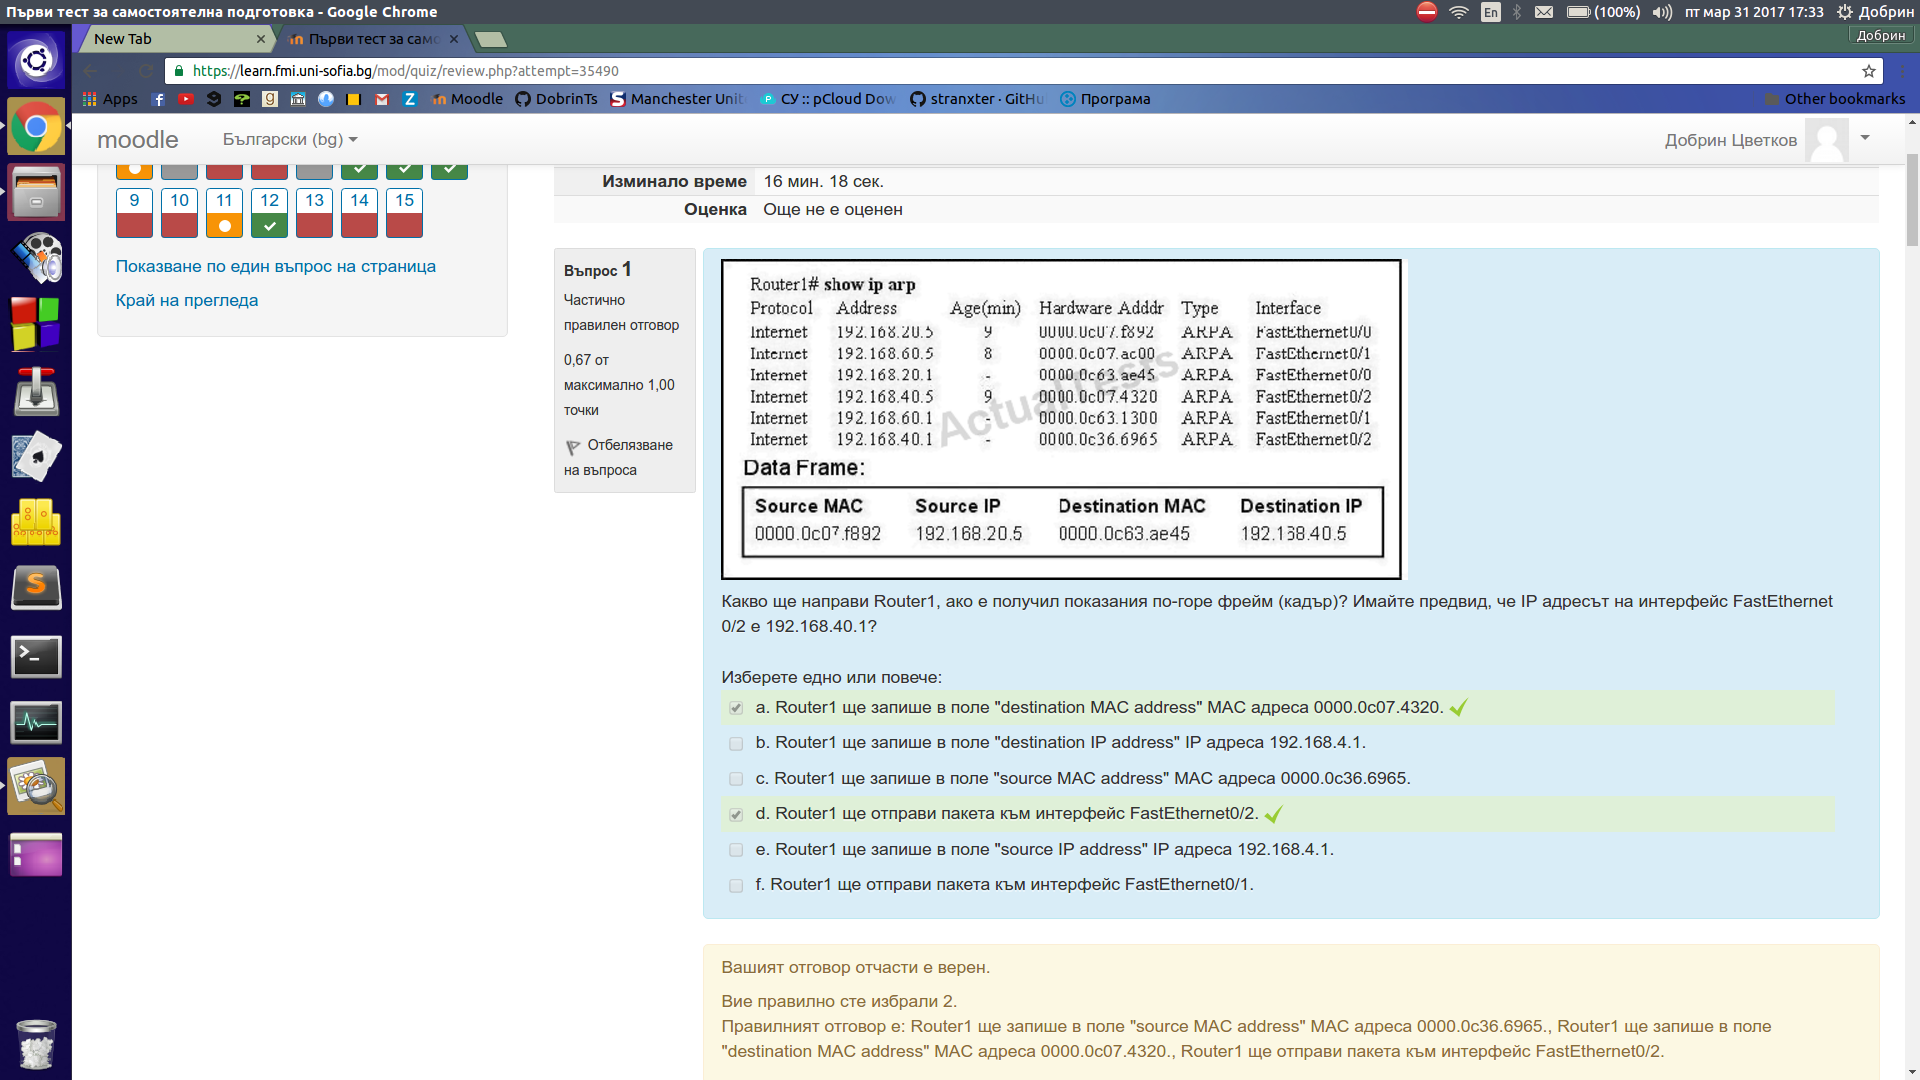 Първи тест за самостоятелна подготовка - Google Chrome
En (100%) пт мар 31 2017 17:33 Добрин
New Tab
Първи тест за само
Добрин
https://learn.fmi.uni-sofia.bg/mod/quiz/review.php?attempt=35490
Apps Moodle DobrinTs Manchester Unit СУ :: pCloud Dow stranxter · GitHu Програма Other bookmarks
moodle Български (bg) Добрин Цветков
9 10 11 12 13 14 15
Показване по един въпрос на страница
Край на прегледа
Изминало време 16 мин. 18 сек.
Оценка Още не е оценен
Въпрос 1
Частично
правилен отговор
0,67 от
максимално 1,00
точки
Отбелязване
на въпроса
Router1# show ip arp
Protocol Address Age(min) Hardware Adddr Type Interface
Internet 192.168.20.5 9 0000.0c07.f892 ARPA FastEthernet0/0
Internet 192.168.60.5 8 0000.0c07.ac00 ARPA FastEthernet0/1
Internet 192.168.20.1 - 0000.0c63.ae45 ARPA FastEthernet0/0
Internet 192.168.40.5 9 0000.0c07.4320 ARPA FastEthernet0/2
Internet 192.168.60.1 - 0000.0c63.1300 ARPA FastEthernet0/1
Internet 192.168.40.1 - 0000.0c36.6965 ARPA FastEthernet0/2
ActualTests
Data Frame:
Source MAC Source IP Destination MAC Destination IP
0000.0c07.f892 192.168.20.5 0000.0c63.ae45 192.168.40.5
Какво ще направи Router1, ако е получил показания по-горе фрейм (кадър)? Имайте предвид, че IP адресът на интерфейс FastEthernet
0/2 е 192.168.40.1?
Изберете едно или повече:
a. Router1 ще запише в поле "destination MAC address" MAC адреса 0000.0c07.4320.
b. Router1 ще запише в поле "destination IP address" IP адреса 192.168.4.1.
c. Router1 ще запише в поле "source MAC address" MAC адреса 0000.0c36.6965.
d. Router1 ще отправи пакета към интерфейс FastEthernet0/2.
e. Router1 ще запише в поле "source IP address" IP адреса 192.168.4.1.
f. Router1 ще отправи пакета към интерфейс FastEthernet0/1.
Вашият отговор отчасти е верен.
Вие правилно сте избрали 2.
Правилният отговор е: Router1 ще запише в поле "source MAC address" MAC адреса 0000.0c36.6965., Router1 ще запише в поле
"destination MAC address" MAC адреса 0000.0c07.4320., Router1 ще отправи пакета към интерфейс FastEthernet0/2.